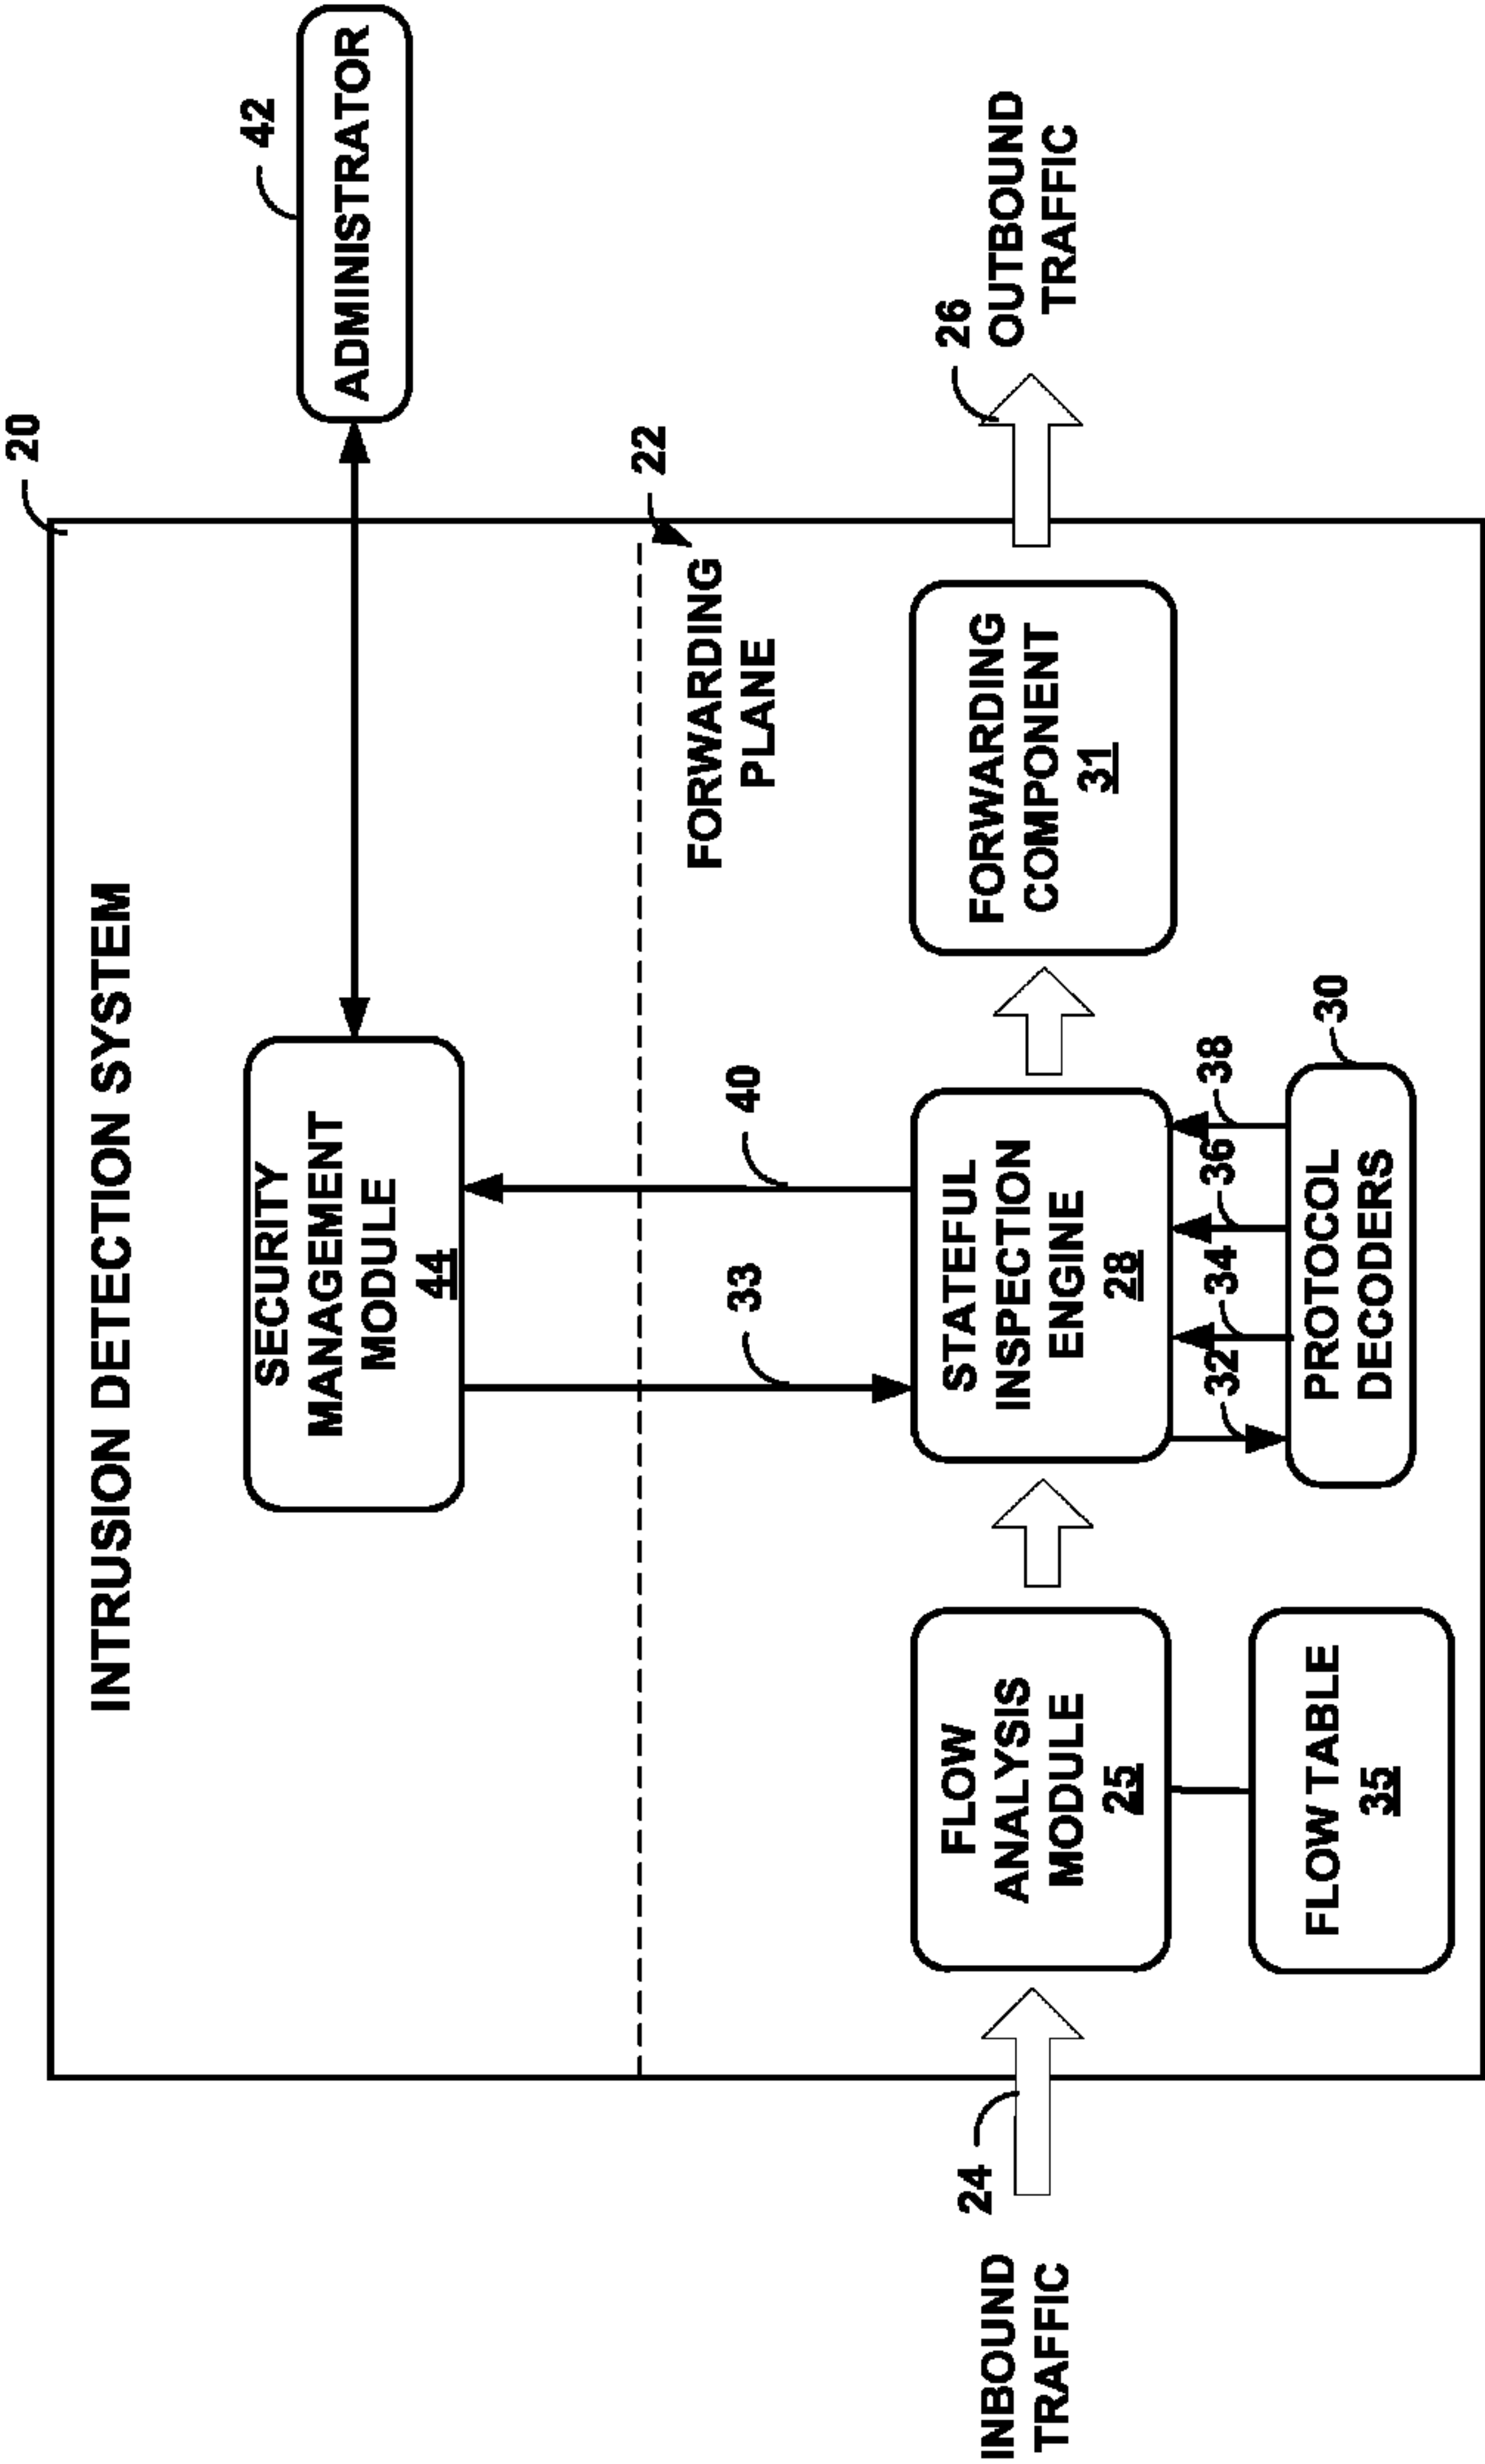 20
INTRUSION DETECTION SYSTEM
42
ADMINISTRATOR
SECURITY
MANAGEMENT
MODULE
44
22
FORWARDING
PLANE
33
40
INBOUND
TRAFFIC
24
FLOW
ANALYSIS
MODULE
25
STATEFUL
INSPECTION
ENGINE
28
FORWARDING
COMPONENT
31
26
OUTBOUND
TRAFFIC
32
34
36
38
FLOW TABLE
35
PROTOCOL
DECODERS
30